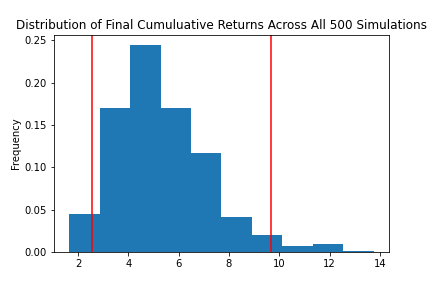 Distribution of Final Cumuluative Returns Across All 500 Simulations
Frequency
0.25
0.20
0.15
0.10
0.05
0.00
2 4 6 8 10 12 14